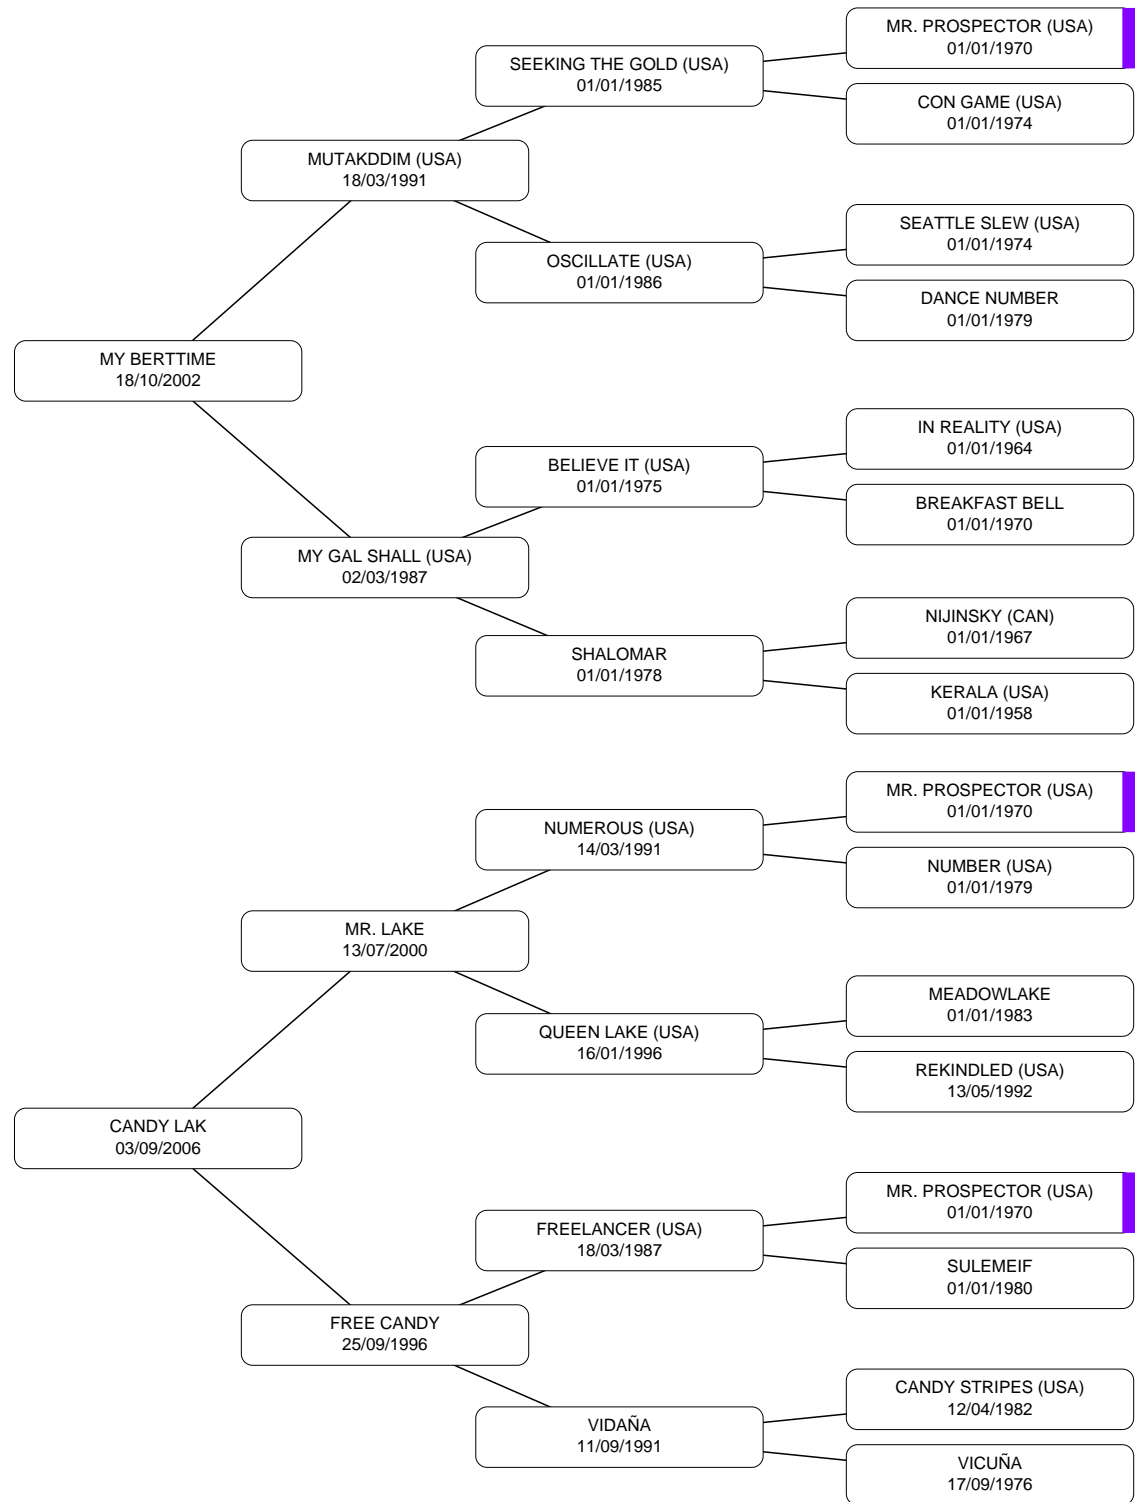 MR. PROSPECTOR (USA)
01/01/1970
SEEKING THE GOLD (USA)
01/01/1985
CON GAME (USA)
01/01/1974
MUTAKDDIM (USA)
18/03/1991
SEATTLE SLEW (USA)
01/01/1974
OSCILLATE (USA)
01/01/1986
DANCE NUMBER
01/01/1979
MY BERTTIME
18/10/2002
IN REALITY (USA)
01/01/1964
BELIEVE IT (USA)
01/01/1975
BREAKFAST BELL
01/01/1970
MY GAL SHALL (USA)
02/03/1987
NIJINSKY (CAN)
01/01/1967
SHALOMAR
01/01/1978
KERALA (USA)
01/01/1958
MR. PROSPECTOR (USA)
01/01/1970
NUMEROUS (USA)
14/03/1991
NUMBER (USA)
01/01/1979
MR. LAKE
13/07/2000
MEADOWLAKE
01/01/1983
QUEEN LAKE (USA)
16/01/1996
REKINDLED (USA)
13/05/1992
CANDY LAK
03/09/2006
MR. PROSPECTOR (USA)
01/01/1970
FREELANCER (USA)
18/03/1987
SULEMEIF
01/01/1980
FREE CANDY
25/09/1996
CANDY STRIPES (USA)
12/04/1982
VIDAÑA
11/09/1991
VICUÑA
17/09/1976